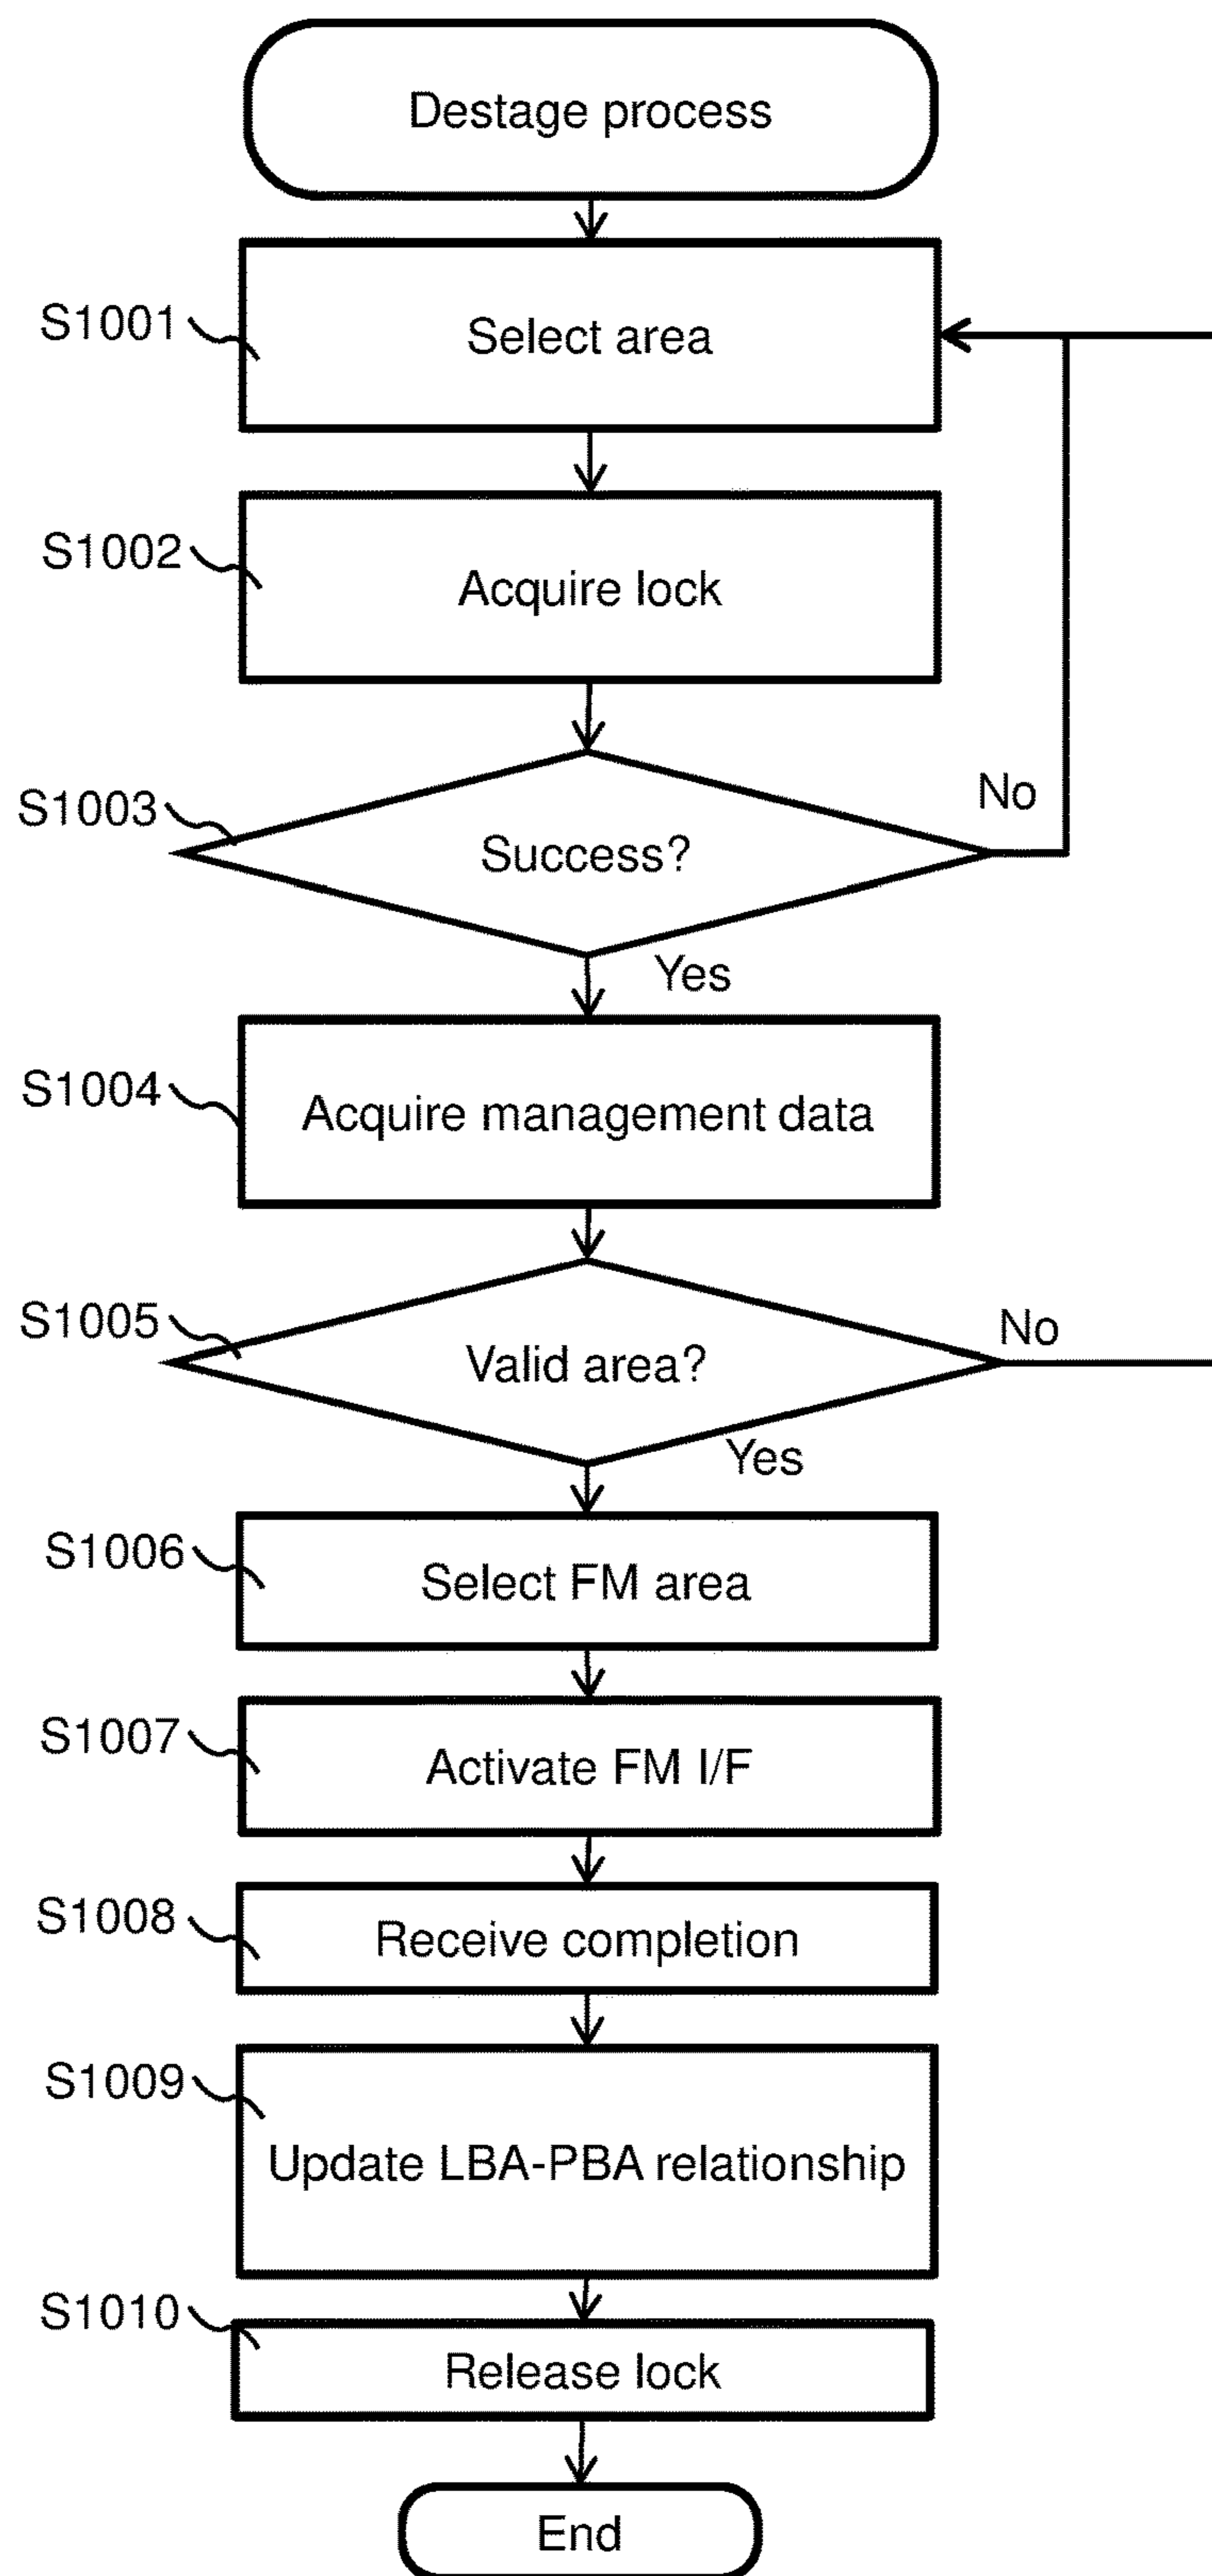 Destage process
S1001
Select area
S1002
Acquire lock
S1003
Success?
No
Yes
S1004
Acquire management data
S1005
Valid area?
No
Yes
S1006
Select FM area
S1007
Activate FM I/F
S1008
Receive completion
S1009
Update LBA-PBA relationship
S1010
Release lock
End